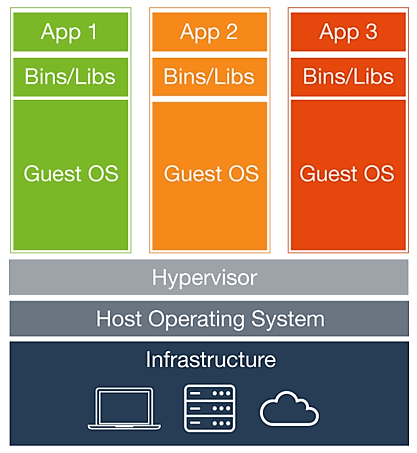 App 1
App 2
App 3
Bins/Libs
Bins/Libs
Bins/Libs
Guest OS
Guest OS
Guest OS
Hypervisor
Host Operating System
Infrastructure